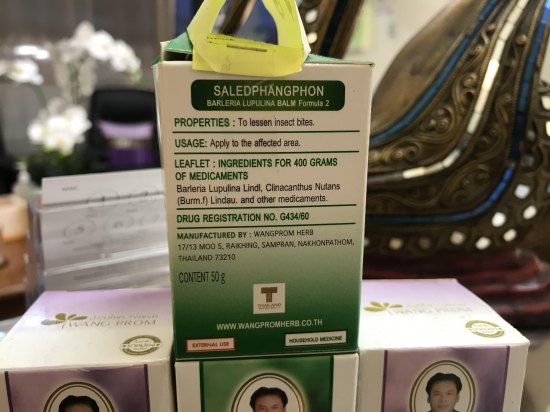 SALEDPHANGPHON
BARLERIA LUPULINA BALM Formula 2
PROPERTIES : To lessen insect bites.
USAGE: Apply to the affected area.
LEAFLET : INGREDIENTS FOR 400 GRAMS
OF MEDICAMENTS
Barleria Lupulina Lindl, Clinacanthus Nutans
(Burm.f) Lindau. and other medicaments.
DRUG REGISTRATION NO. G434/60
MANUFACTURED BY : WANGPROM HERB
17/13 MOO 5, RAIKHING, SAMPRAN, NAKHONPATHOM,
THAILAND 73210
CONTENT 50 g
T
THAILAND
WWW.WANGPROMHERB.CO.TH
EXTERNAL USE
HOUSEHOLD MEDICINE
WANG PROM
WANG PROM